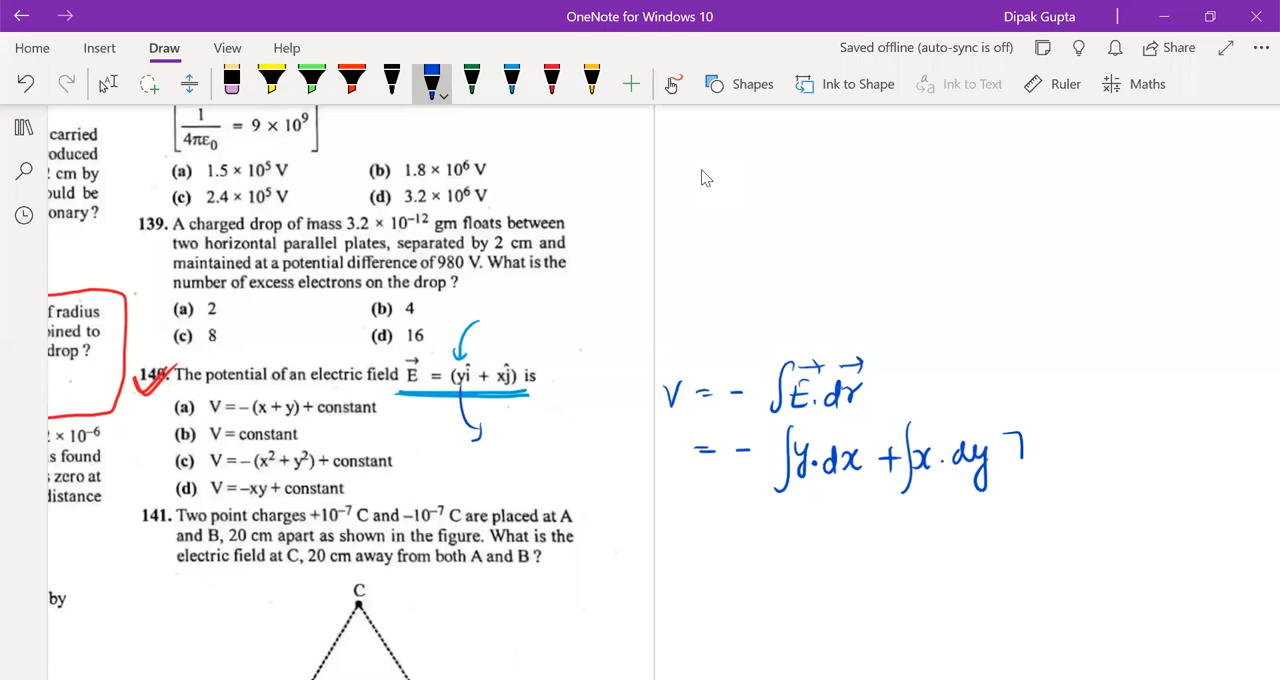 OneNote for Windows 10
Dipak Gupta
Home Insert Draw View Help
Saved offline (auto-sync is off)
Share
Shapes
Ink to Shape
Ink to Text
Ruler
Maths
carried
oduced
cm by
ould be
onary?
f radius
oined to
drop ?
× 10⁻⁶
s found
zero at
distance
by
[1/4πε₀ = 9 × 10⁹]
(a) 1.5 × 10⁵ V (b) 1.8 × 10⁶ V
(c) 2.4 × 10⁵ V (d) 3.2 × 10⁶ V
139. A charged drop of mass 3.2 × 10⁻¹² gm floats between
two horizontal parallel plates, separated by 2 cm and
maintained at a potential difference of 980 V. What is the
number of excess electrons on the drop ?
(a) 2 (b) 4
(c) 8 (d) 16
140. The potential of an electric field E⃗ = (yî + xĵ) is
(a) V = – (x + y) + constant
(b) V = constant
(c) V = – (x² + y²) + constant
(d) V = –xy + constant
141. Two point charges +10⁻⁷ C and –10⁻⁷ C are placed at A
and B, 20 cm apart as shown in the figure. What is the
electric field at C, 20 cm away from both A and B ?
C
V = - ∫E⃗. dr⃗
= - ∫y. dx + ∫x. dy